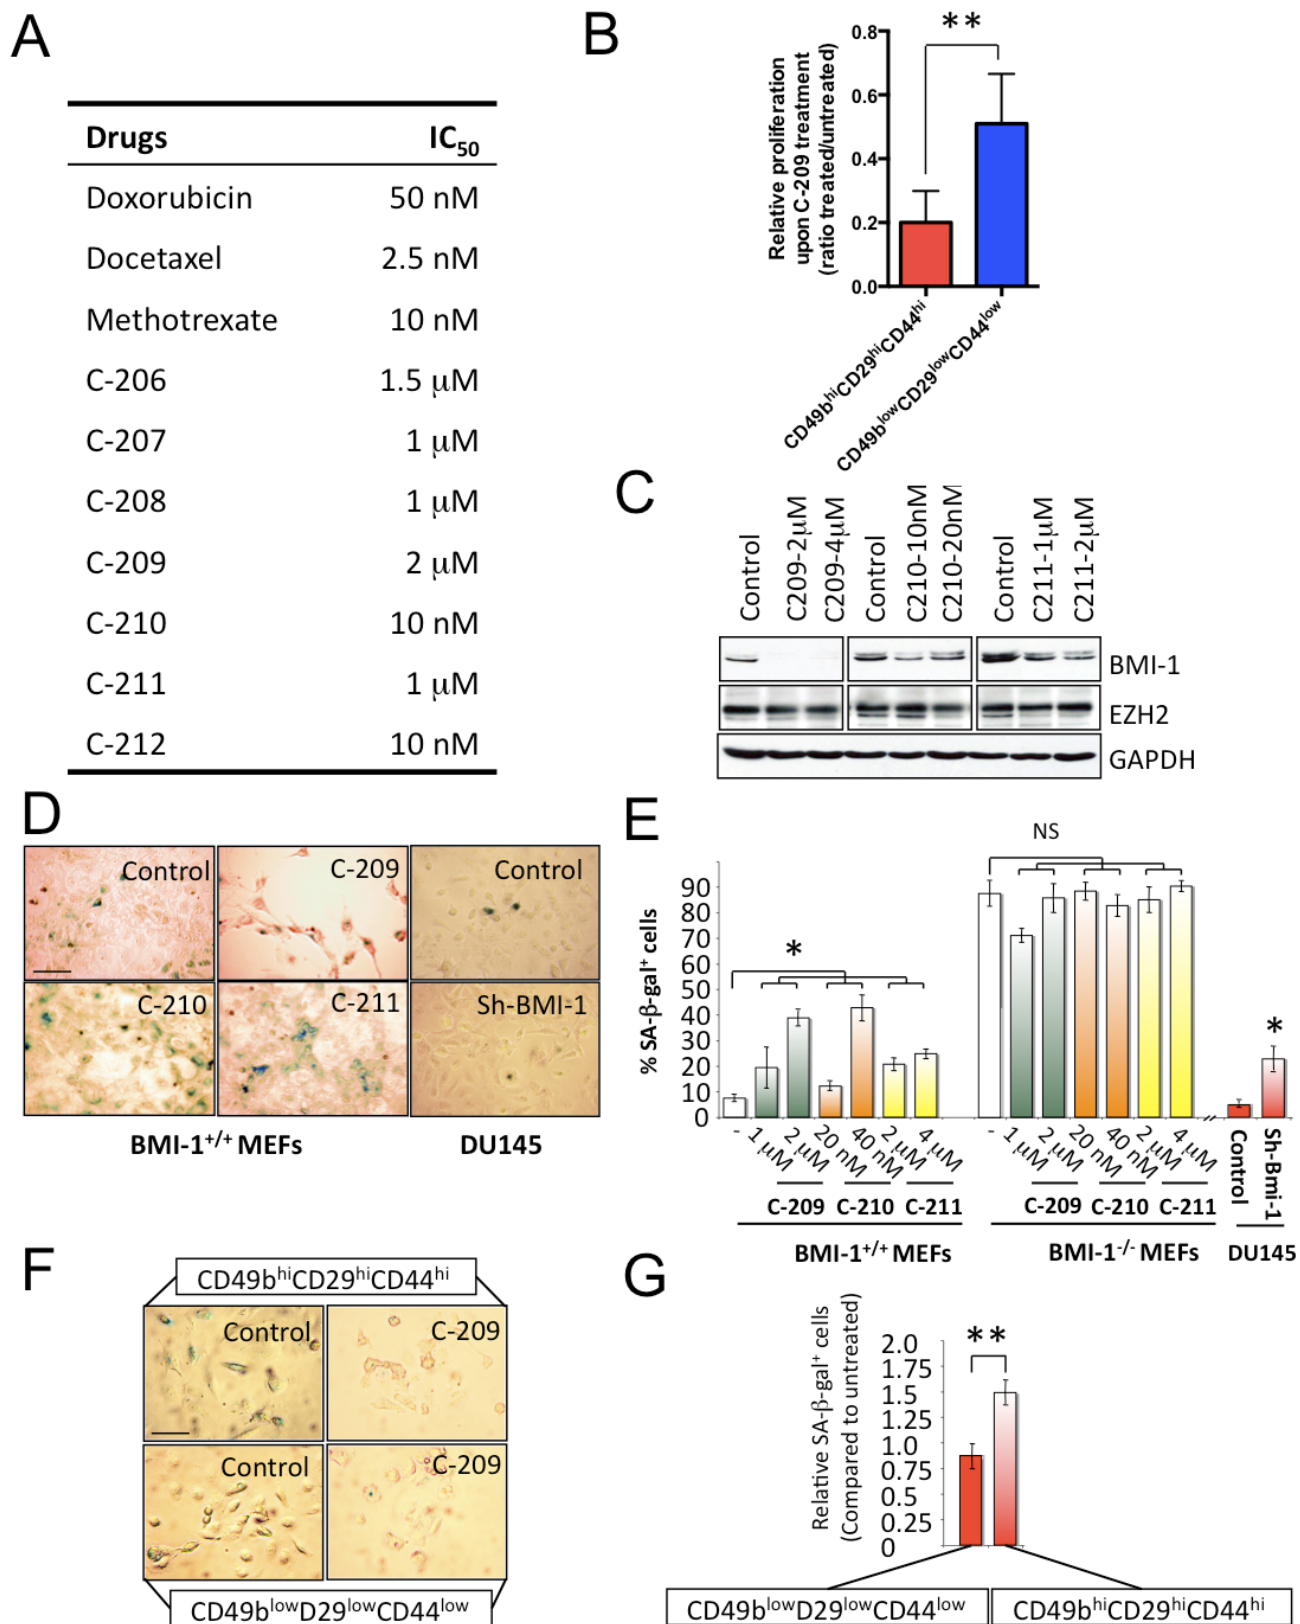 A
Drugs IC50
Doxorubicin 50 nM
Docetaxel 2.5 nM
Methotrexate 10 nM
C-206 1.5 μM
C-207 1 μM
C-208 1 μM
C-209 2 μM
C-210 10 nM
C-211 1 μM
C-212 10 nM
B
**
Relative proliferation
upon C-209 treatment
(ratio treated/untreated)
0.8
0.6
0.4
0.2
0.0
CD49bhiCD29hiCD44hi
CD49blowCD29lowCD44low
C
Control
C209-2μM
C209-4μM
Control
C210-10nM
C210-20nM
Control
C211-1μM
C211-2μM
BMI-1
EZH2
GAPDH
D
Control
C-209
Control
C-210
C-211
Sh-BMI-1
BMI-1+/+ MEFs
DU145
E
NS
% SA-β-gal+ cells
90
80
70
60
50
40
30
20
10
0
*
*
- 1 μM 2 μM 20 nM 40 nM 2 μM 4 μM
- 1 μM 2 μM 20 nM 40 nM 2 μM 4 μM
Control
Sh-Bmi-1
C-209 C-210 C-211
C-209 C-210 C-211
BMI-1+/+ MEFs
BMI-1-/- MEFs
DU145
F
CD49bhiCD29hiCD44hi
Control
C-209
Control
C-209
CD49blowD29lowCD44low
G
Relative SA-β-gal+ cells
(Compared to untreated)
2.0
1.75
1.5
1.25
1.0
0.75
0.5
0.25
0
**
CD49blowD29lowCD44low
CD49bhiCD29hiCD44hi